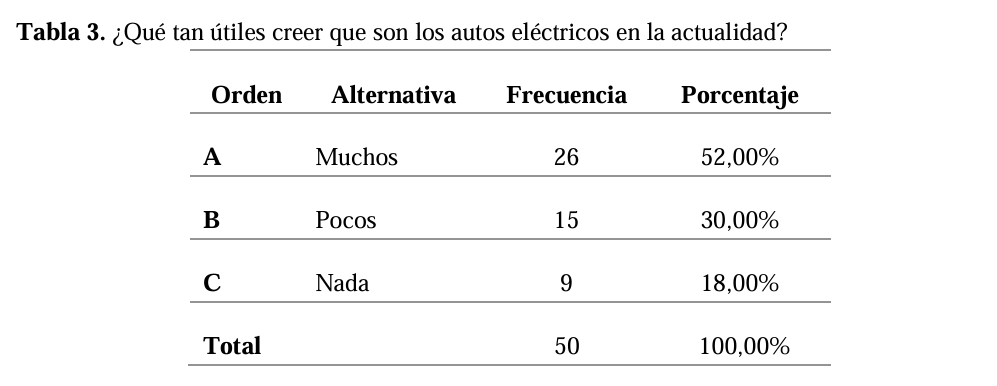 Tabla 3. ¿Qué tan útiles creer que son los autos eléctricos en la actualidad?
Orden Alternativa Frecuencia Porcentaje
A Muchos 26 52,00%
B Pocos 15 30,00%
C Nada 9 18,00%
Total 50 100,00%